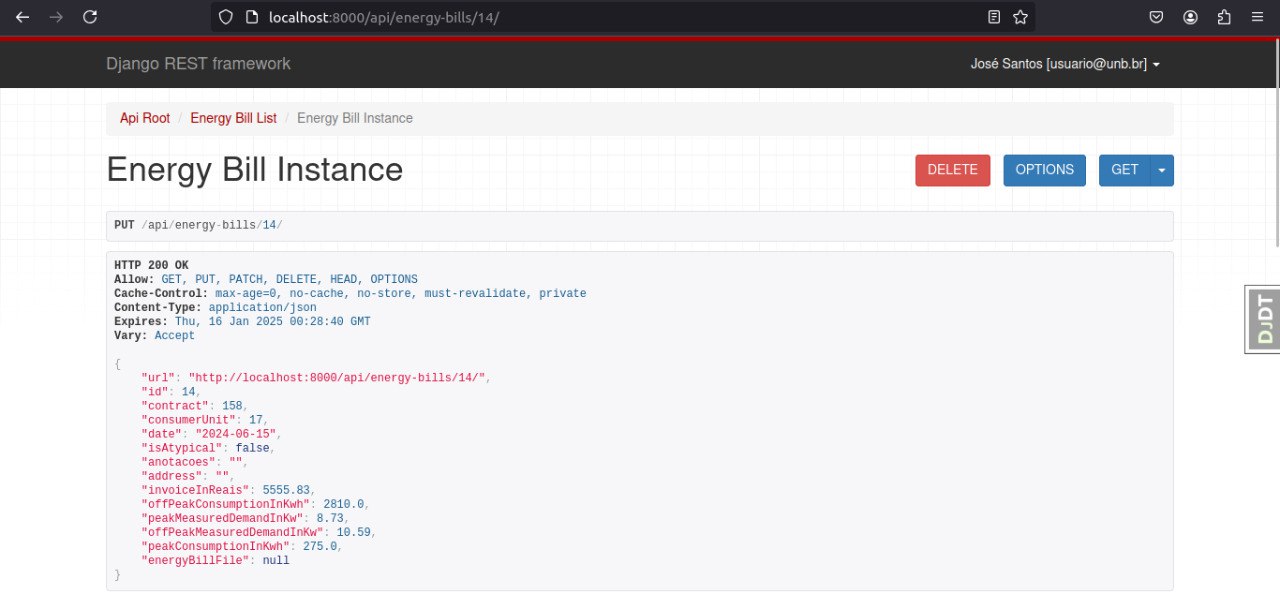 localhost:8000/api/energy-bills/14/
Django REST framework
José Santos [usuario@unb.br]
Api Root / Energy Bill List / Energy Bill Instance
Energy Bill Instance
DELETE
OPTIONS
GET
PUT /api/energy-bills/14/
HTTP 200 OK
Allow: GET, PUT, PATCH, DELETE, HEAD, OPTIONS
Cache-Control: max-age=0, no-cache, no-store, must-revalidate, private
Content-Type: application/json
Expires: Thu, 16 Jan 2025 00:28:40 GMT
Vary: Accept
{
"url": "http://localhost:8000/api/energy-bills/14/",
"id": 14,
"contract": 158,
"consumerUnit": 17,
"date": "2024-06-15",
"isAtypical": false,
"anotacoes": "",
"address": "",
"invoiceInReais": 5555.83,
"offPeakConsumptionInKwh": 2810.0,
"peakMeasuredDemandInKw": 8.73,
"offPeakMeasuredDemandInKw": 10.59,
"peakConsumptionInKwh": 275.0,
"energyBillFile": null
}
DJDT